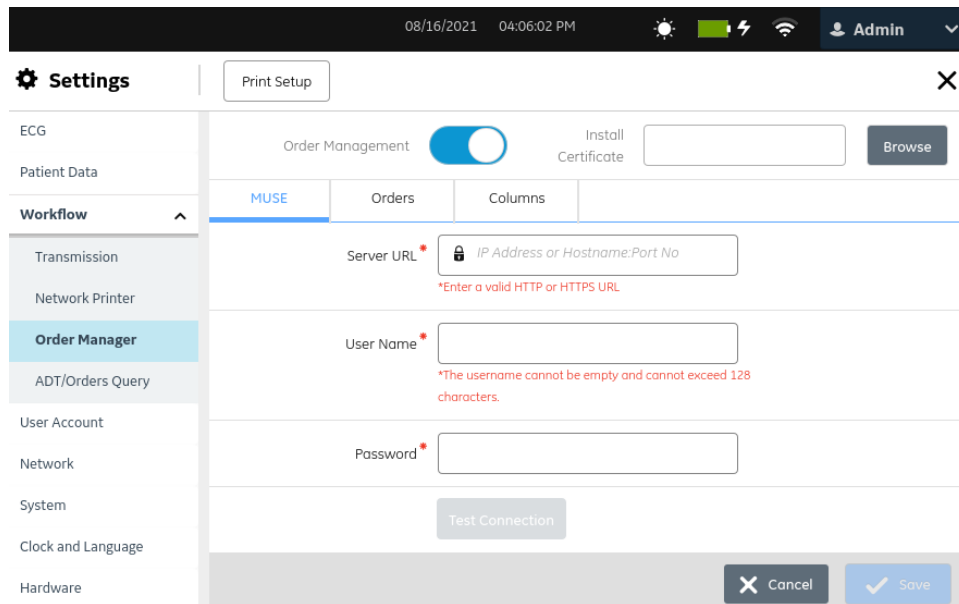 08/16/2021 04:06:02 PM Admin
Settings
Print Setup
ECG
Patient Data
Workflow
Transmission
Network Printer
Order Manager
ADT/Orders Query
User Account
Network
System
Clock and Language
Hardware
Order Management
Install
Certificate
Browse
MUSE Orders Columns
Server URL*
IP Address or Hostname:Port No
*Enter a valid HTTP or HTTPS URL
User Name*
*The username cannot be empty and cannot exceed 128
characters.
Password*
Test Connection
Cancel Save